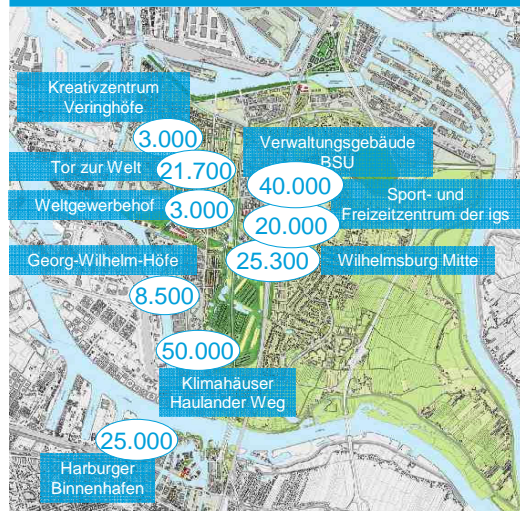 Kreativzentrum
Veringhöfe
3.000
Verwaltungsgebäude
BSU
Tor zur Welt
21.700
40.000
Sport- und
Freizeitzentrum der igs
Weltgewerbehof
3.000
20.000
Georg-Wilhelm-Höfe
25.300
Wilhelmsburg Mitte
8.500
50.000
Klimahäuser
Haulander Weg
25.000
Harburger
Binnenhafen